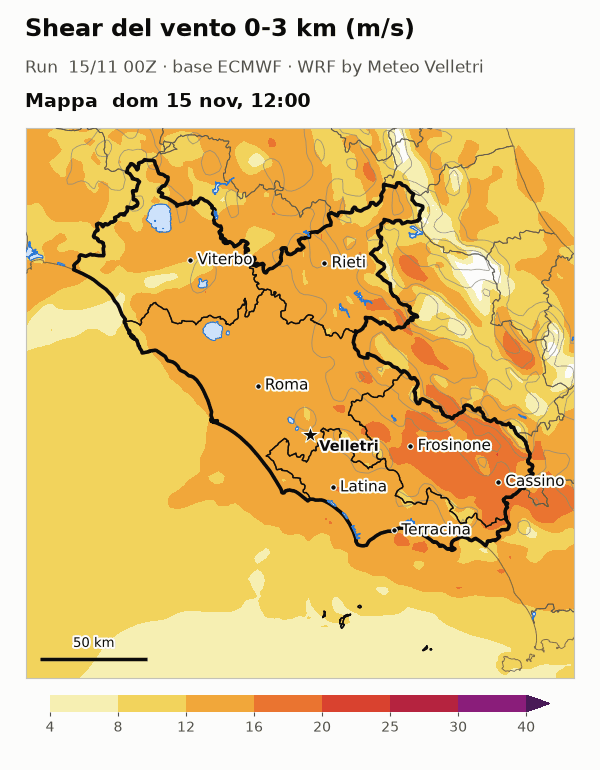 Shear del vento 0-3 km (m/s)
Run  15/11 00Z · base ECMWF · WRF by Meteo Velletri
Mappa  dom 15 nov, 12:00
Viterbo
Rieti
Roma
Velletri
Frosinone
Cassino
Latina
Terracina
50 km
4 8 12 16 20 25 30 40